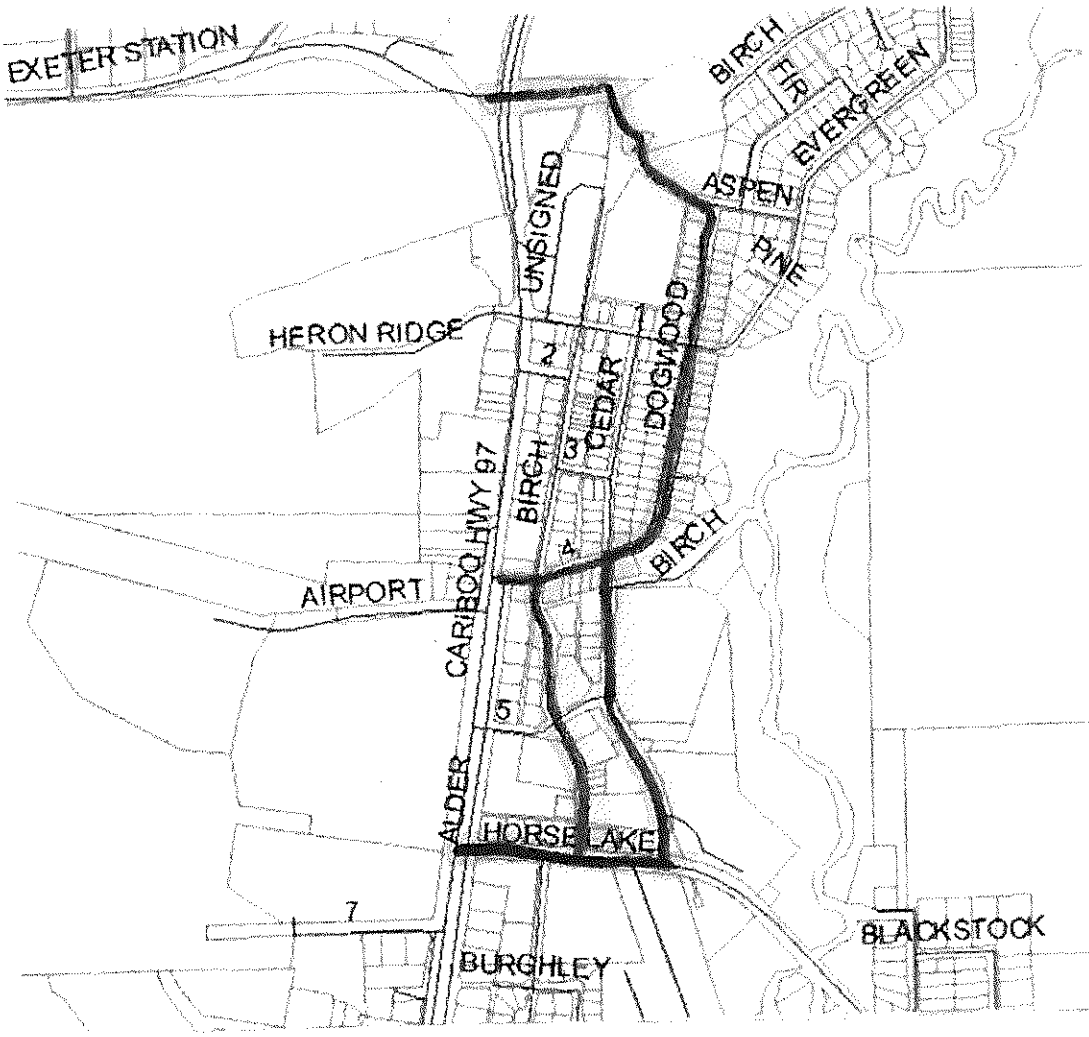 EXETER STATION
BIRCH
FIR
EVERGREEN
UNSIGNED
ASPEN
PINE
HERON RIDGE
1
2
CEDAR
DOGWOOD
3
BIRCH
CARIBOO HWY 97
4
BIRCH
AIRPORT
5
ALDER
HORSE LAKE
7
BLACKSTOCK
BURGHLEY